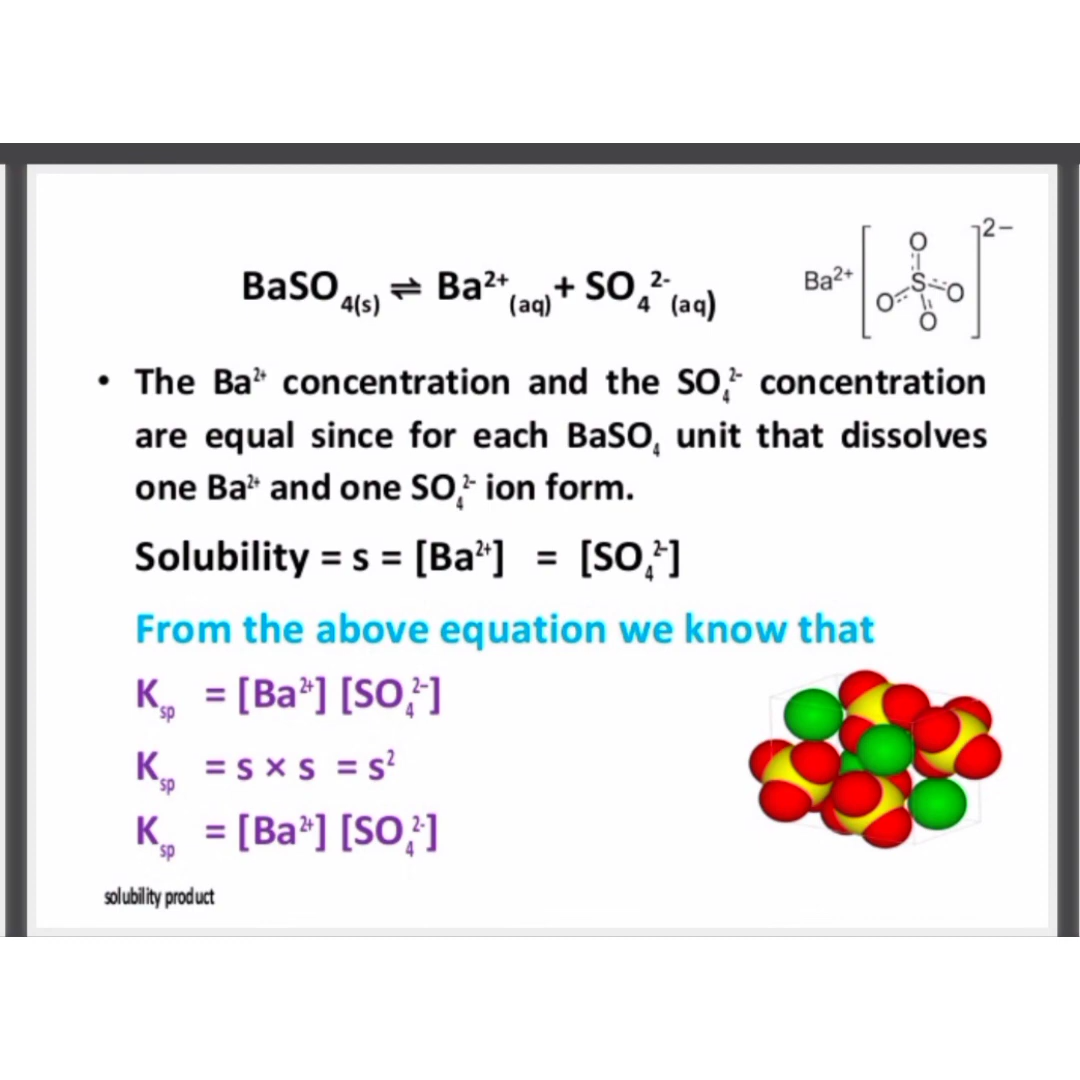 BaSO₄(s) ⇌ Ba²⁺(aq) + SO₄²⁻(aq)
Ba²⁺ [ ]²⁻
O
S
O O
O
• The Ba²⁺ concentration and the SO₄²⁻ concentration
are equal since for each BaSO₄ unit that dissolves
one Ba²⁺ and one SO₄²⁻ ion form.
Solubility = s = [Ba²⁺] = [SO₄²⁻]
From the above equation we know that
Ksp = [Ba²⁺] [SO₄²⁻]
Ksp = s × s = s²
Ksp = [Ba²⁺] [SO₄²⁻]
solubility product